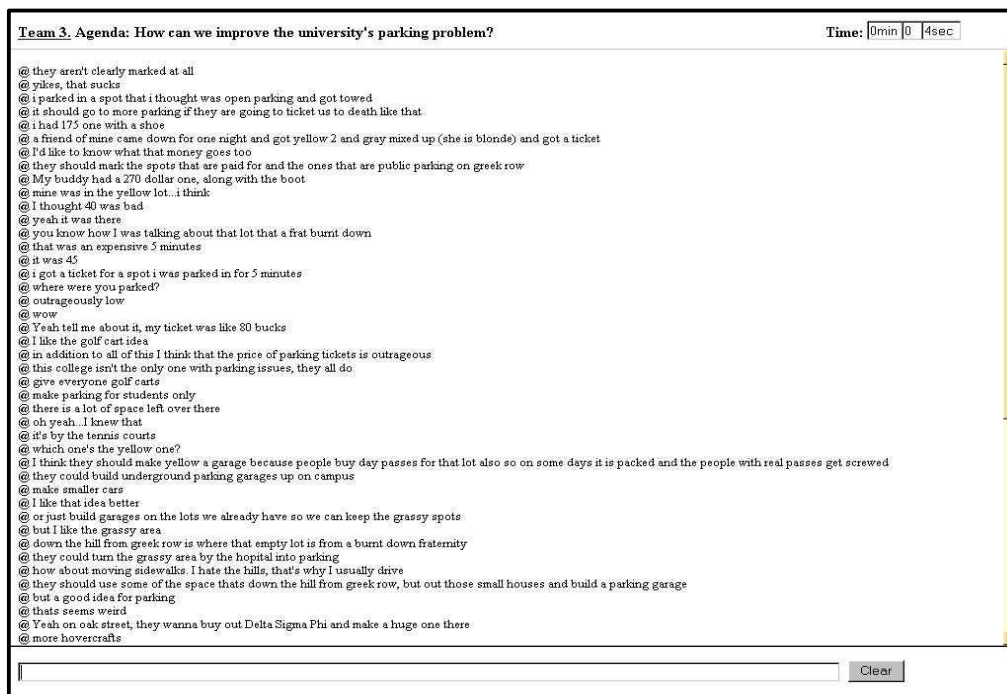 Team 3. Agenda: How can we improve the university's parking problem?
Time: 0min 0 4sec
@ they aren't clearly marked at all
@ yikes, that sucks
@ i parked in a spot that i thought was open parking and got towed
@ it should go to more parking if they are going to ticket us to death like that
@ i had 175 one with a shoe
@ a friend of mine came down for one night and got yellow 2 and gray mixed up (she is blonde) and got a ticket
@ I'd like to know what that money goes too
@ they should mark the spots that are paid for and the ones that are public parking on greek row
@ My buddy had a 270 dollar one, along with the boot
@ mine was in the yellow lot...i think
@ I thought 40 was bad
@ yeah it was there
@ you know how I was talking about that lot that a frat burnt down
@ that was an expensive 5 minutes
@ it was 45
@ i got a ticket for a spot i was parked in for 5 minutes
@ where were you parked?
@ outrageously low
@ wow
@ Yeah tell me about it, my ticket was like 80 bucks
@ I like the golf cart idea
@ in addition to all of this I think that the price of parking tickets is outrageous
@ this college isn't the only one with parking issues, they all do
@ give everyone golf carts
@ make parking for students only
@ there is a lot of space left over there
@ oh yeah...I knew that
@ it's by the tennis courts
@ which one's the yellow one?
@ I think they should make yellow a garage because people buy day passes for that lot also so on some days it is packed and the people with real passes get screwed
@ they could build underground parking garages up on campus
@ make smaller cars
@ I like that idea better
@ or just build garages on the lots we already have so we can keep the grassy spots
@ but I like the grassy area
@ down the hill from greek row is where that empty lot is from a burnt down fraternity
@ they could turn the grassy area by the hopital into parking
@ how about moving sidewalks. I hate the hills, that's why I usually drive
@ they should use some of the space thats down the hill from greek row, but out those small houses and build a parking garage
@ but a good idea for parking
@ thats seems weird
@ Yeah on oak street, they wanna buy out Delta Sigma Phi and make a huge one there
@ more hovercrafts
Clear